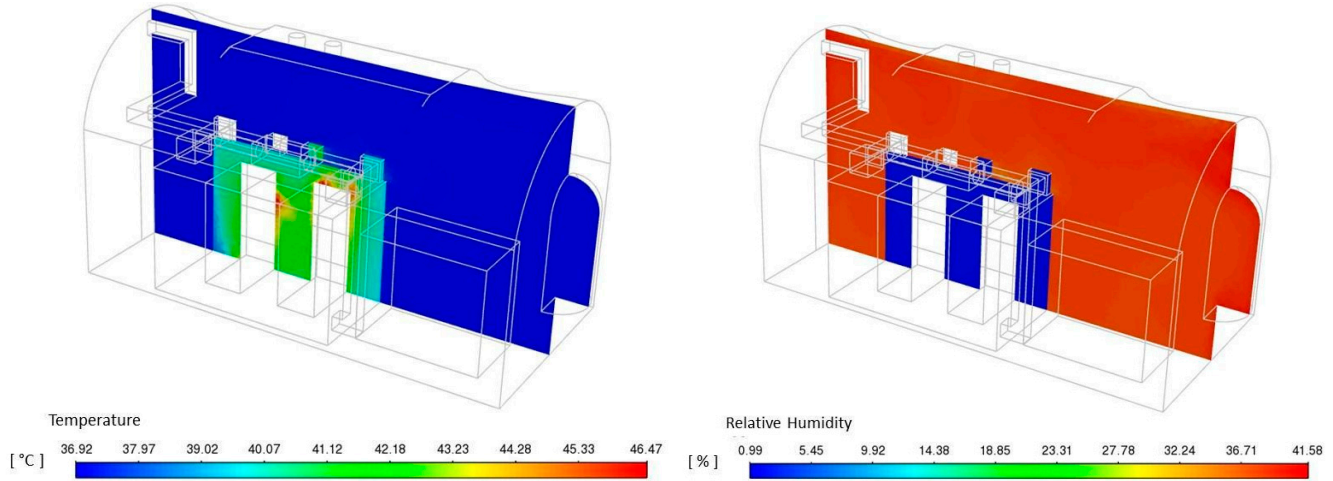 Temperature
36.92 37.97 39.02 40.07 41.12 42.18 43.23 44.28 45.33 46.47
[ °C ]
Relative Humidity
0.99 5.45 9.92 14.38 18.85 23.31 27.78 32.24 36.71 41.58
[ % ]